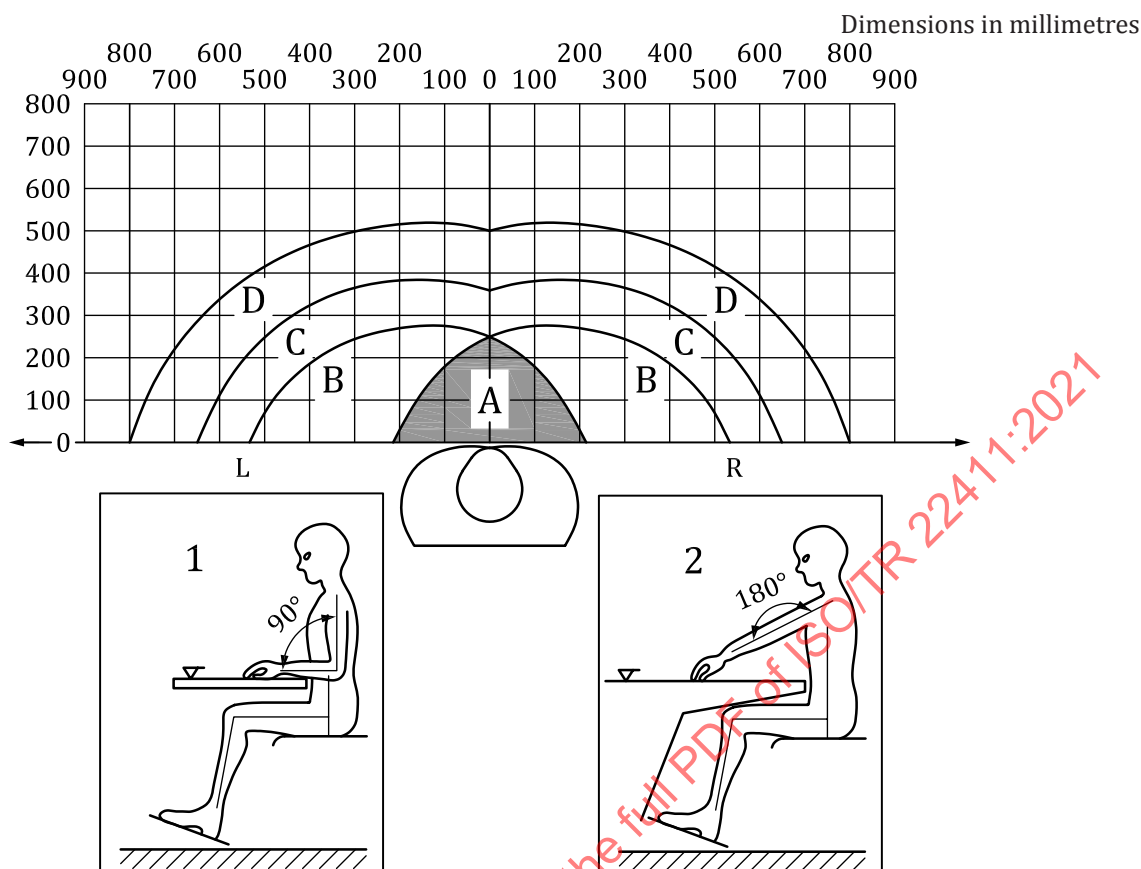 Dimensions in millimetres
800 600 400 200 200 400 600 800
900 700 500 300 100 0 100 300 500 700 900
800
700
600
500
400
300
200
100
0
D D
C C
B B
A
L R
1
90°
2
180°
the full PDF of ISO/TR 22411:2021